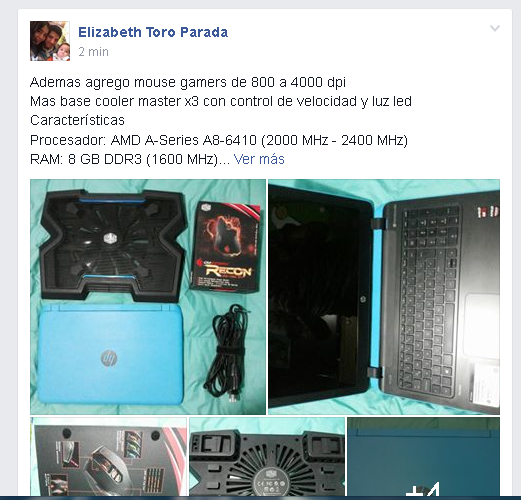 Elizabeth Toro Parada
2 min
Ademas agrego mouse gamers de 800 a 4000 dpi
Mas base cooler master x3 con control de velocidad y luz led
Características
Procesador: AMD A-Series A8-6410 (2000 MHz - 2400 MHz)
RAM: 8 GB DDR3 (1600 MHz)... Ver más
RECON
hp
+4